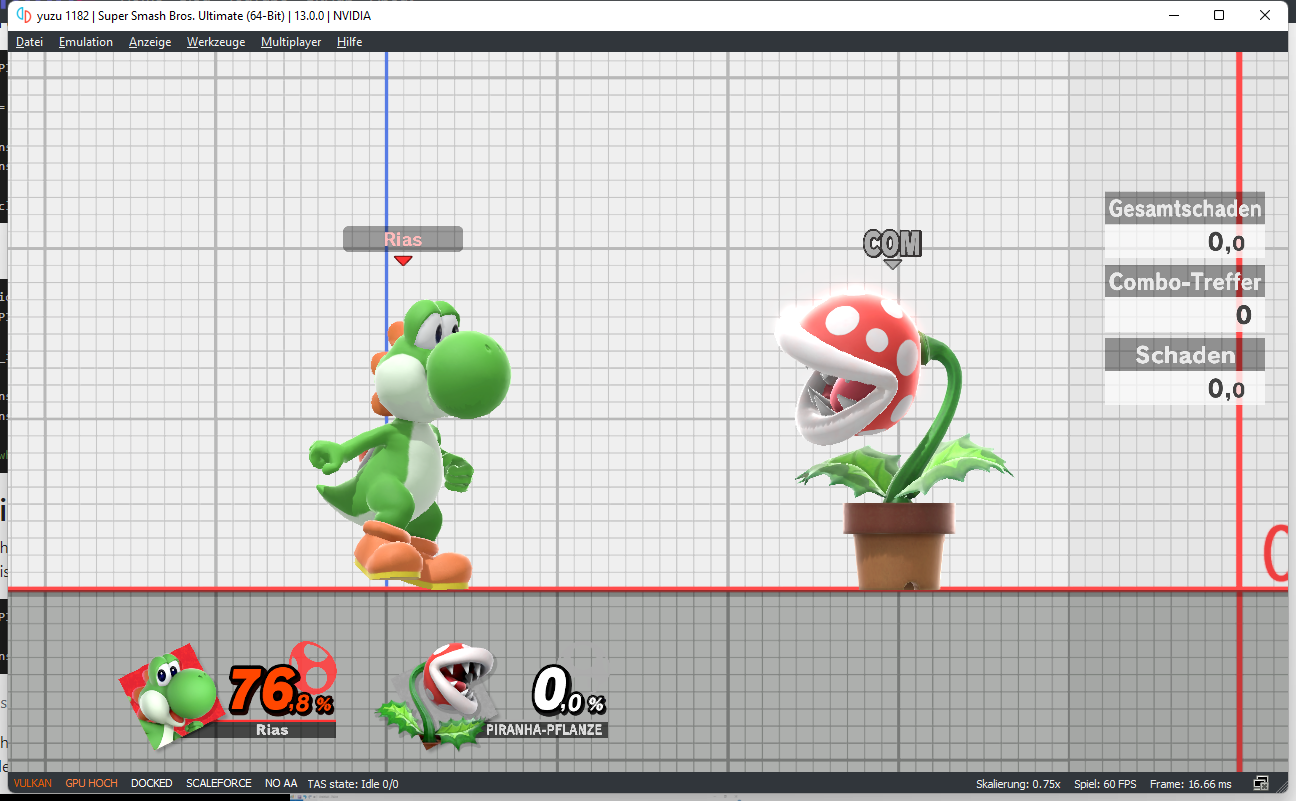 yuzu 1182 | Super Smash Bros. Ultimate (64-Bit) | 13.0.0 | NVIDIA
Datei Emulation Anzeige Werkzeuge Multiplayer Hilfe
Rias
COM
Gesamtschaden
0,0
Combo-Treffer
0
Schaden
0,0
76,8%
Rias
0,0%
PIRANHA-PFLANZE
VULKAN GPU HOCH DOCKED SCALEFORCE NO AA TAS state: Idle 0/0 Skalierung: 0.75x Spiel: 60 FPS Frame: 16.66 ms